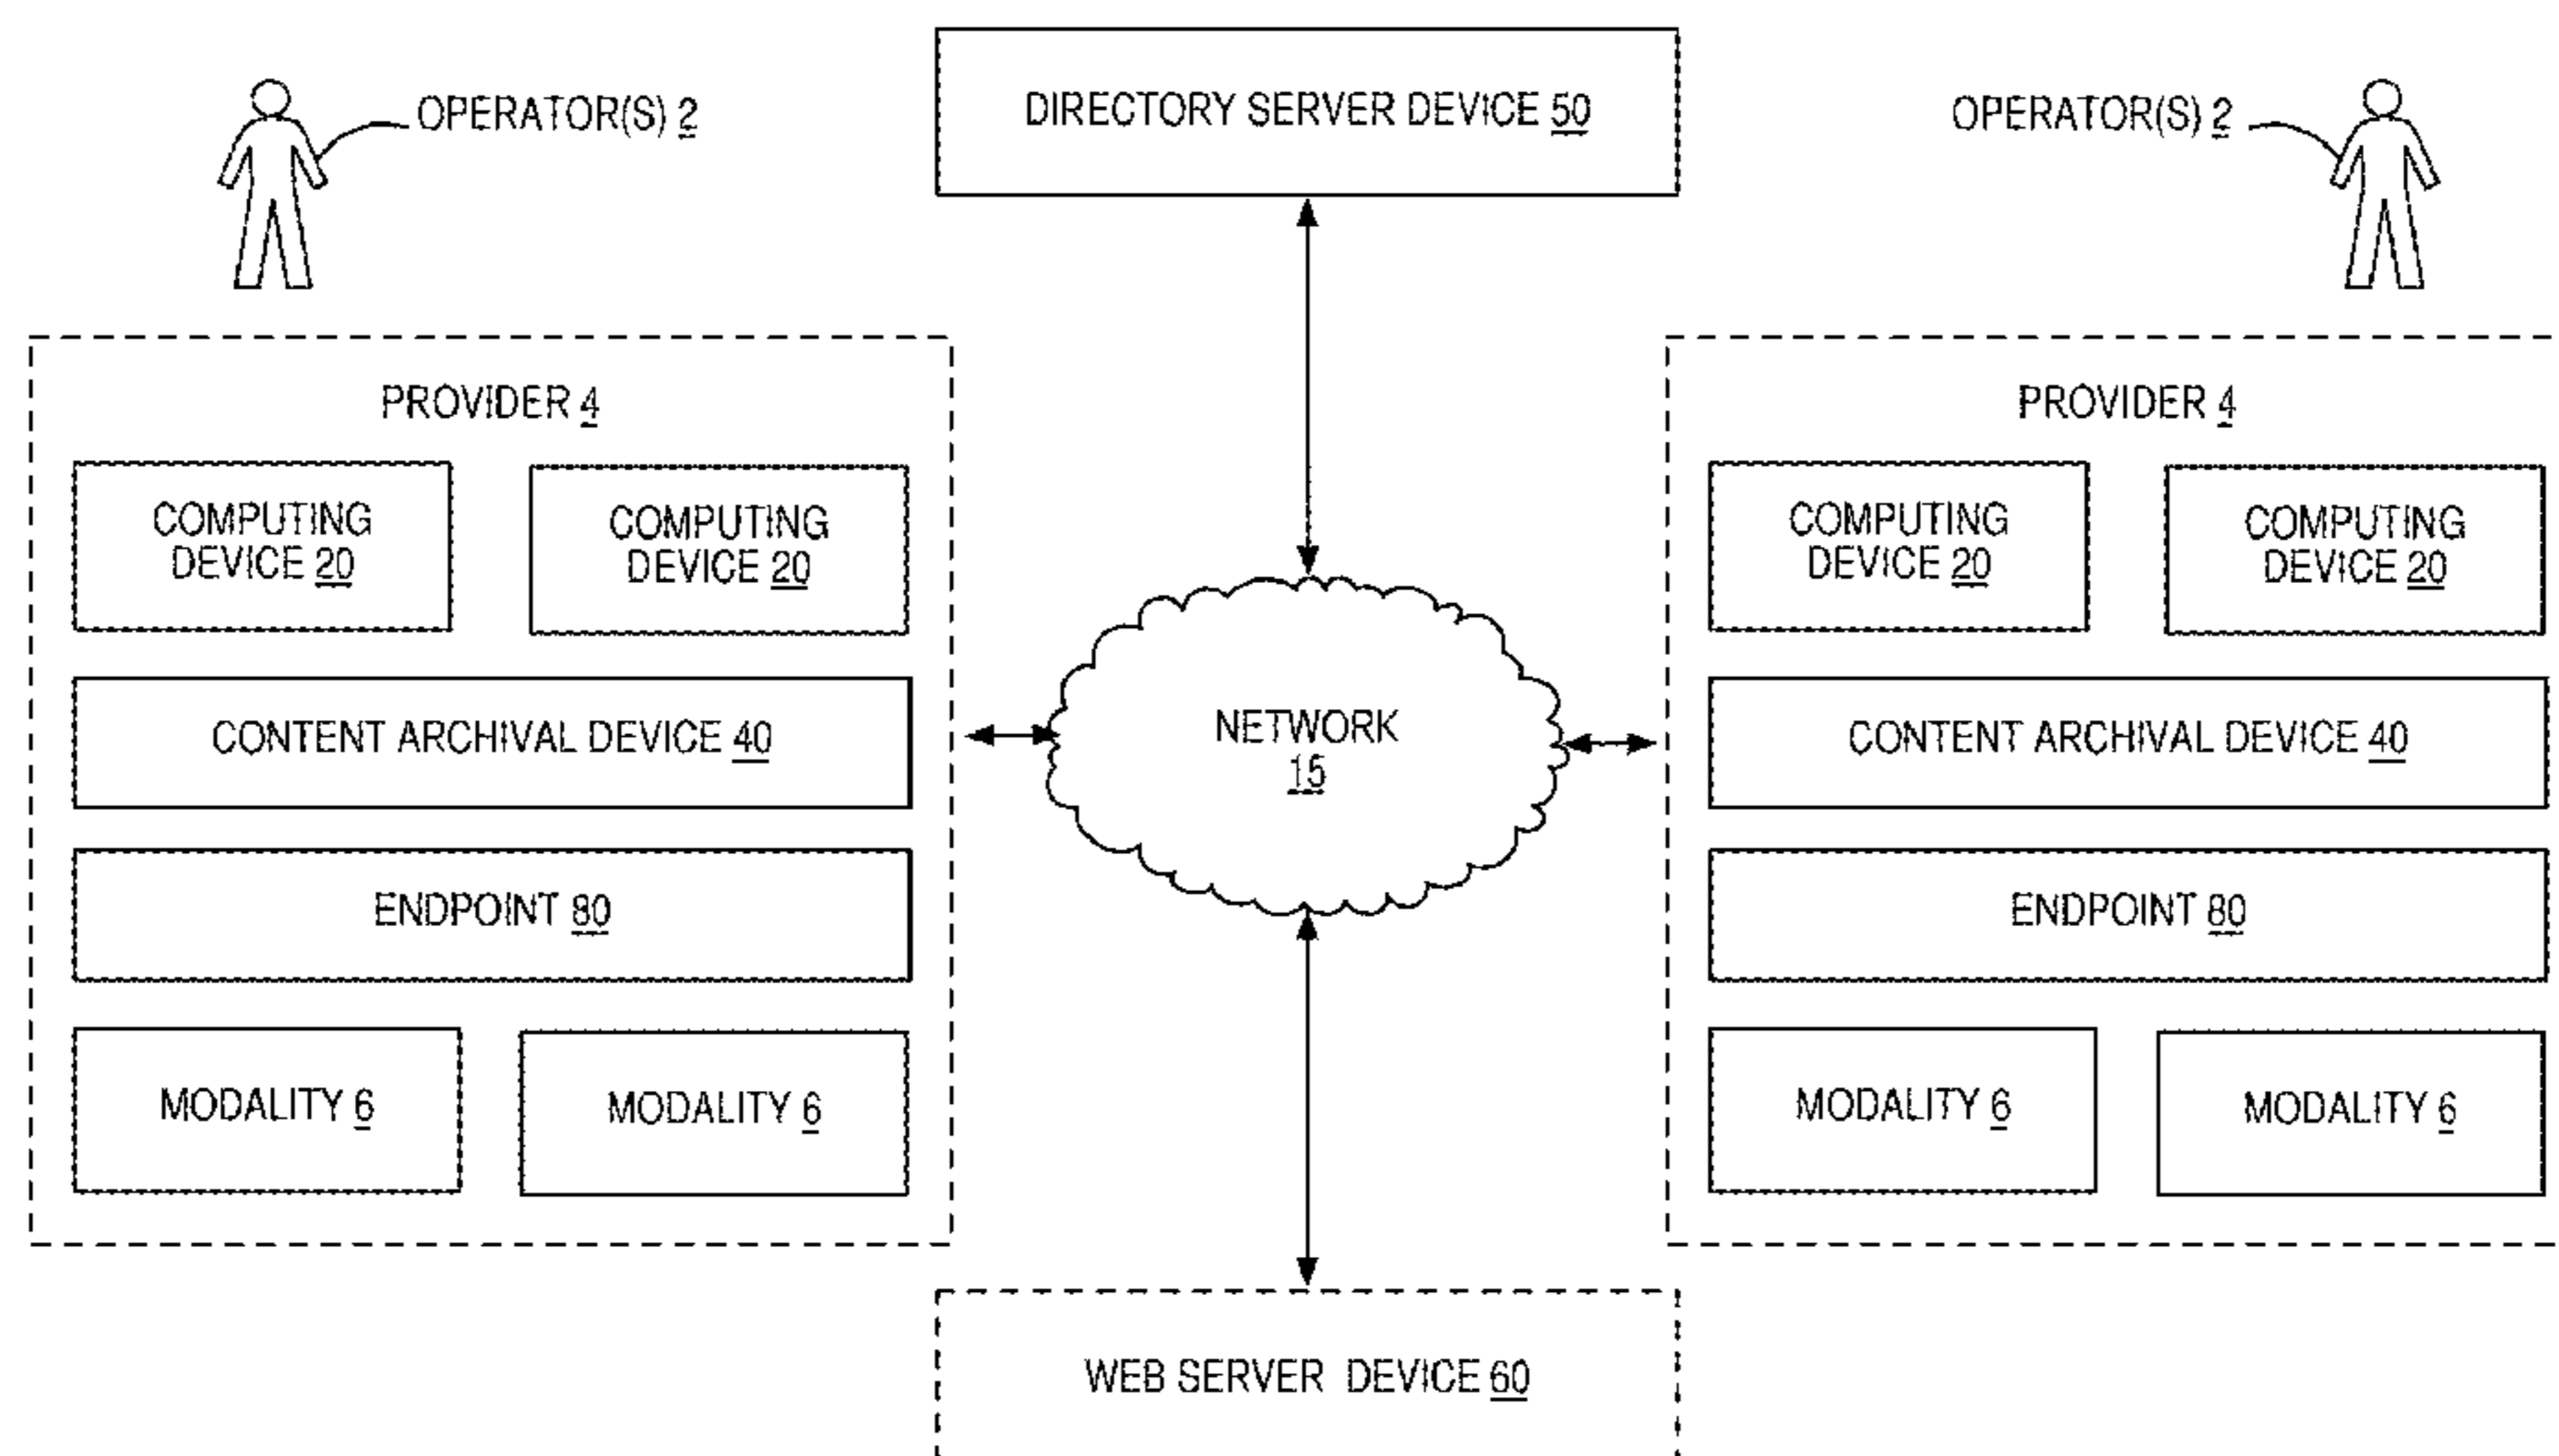 OPERATOR(S) 2
DIRECTORY SERVER DEVICE 50
OPERATOR(S) 2
PROVIDER 4
COMPUTING
DEVICE 20
COMPUTING
DEVICE 20
CONTENT ARCHIVAL DEVICE 40
ENDPOINT 80
MODALITY 6
MODALITY 6
NETWORK
15
PROVIDER 4
COMPUTING
DEVICE 20
COMPUTING
DEVICE 20
CONTENT ARCHIVAL DEVICE 40
ENDPOINT 80
MODALITY 6
MODALITY 6
WEB SERVER DEVICE 60